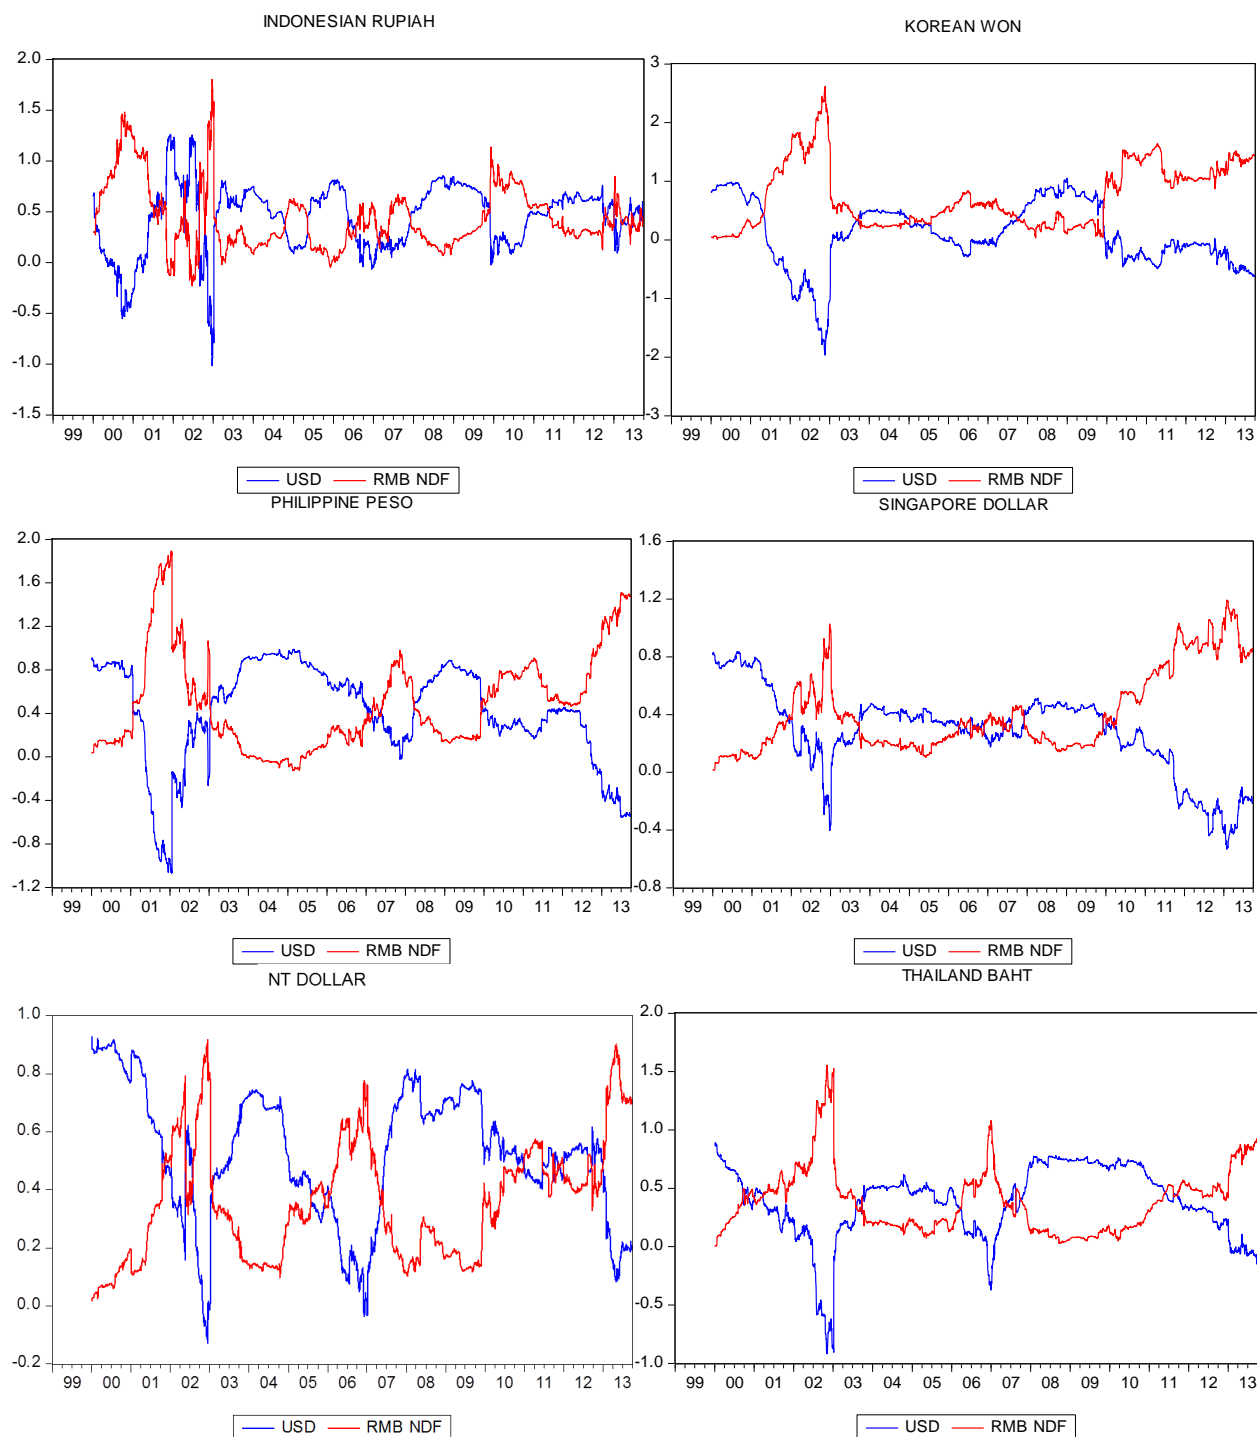 INDONESIAN RUPIAH
2.0
1.5
1.0
0.5
0.0
-0.5
-1.0
-1.5
99 00 01 02 03 04 05 06 07 08 09 10 11 12 13
USD RMB NDF
KOREAN WON
3
2
1
0
-1
-2
-3
99 00 01 02 03 04 05 06 07 08 09 10 11 12 13
USD RMB NDF
PHILIPPINE PESO
2.0
1.6
1.2
0.8
0.4
0.0
-0.4
-0.8
-1.2
99 00 01 02 03 04 05 06 07 08 09 10 11 12 13
USD RMB NDF
SINGAPORE DOLLAR
1.6
1.2
0.8
0.4
0.0
-0.4
-0.8
99 00 01 02 03 04 05 06 07 08 09 10 11 12 13
USD RMB NDF
NT DOLLAR
1.0
0.8
0.6
0.4
0.2
0.0
-0.2
99 00 01 02 03 04 05 06 07 08 09 10 11 12 13
USD RMB NDF
THAILAND BAHT
2.0
1.5
1.0
0.5
0.0
-0.5
-1.0
99 00 01 02 03 04 05 06 07 08 09 10 11 12 13
USD RMB NDF